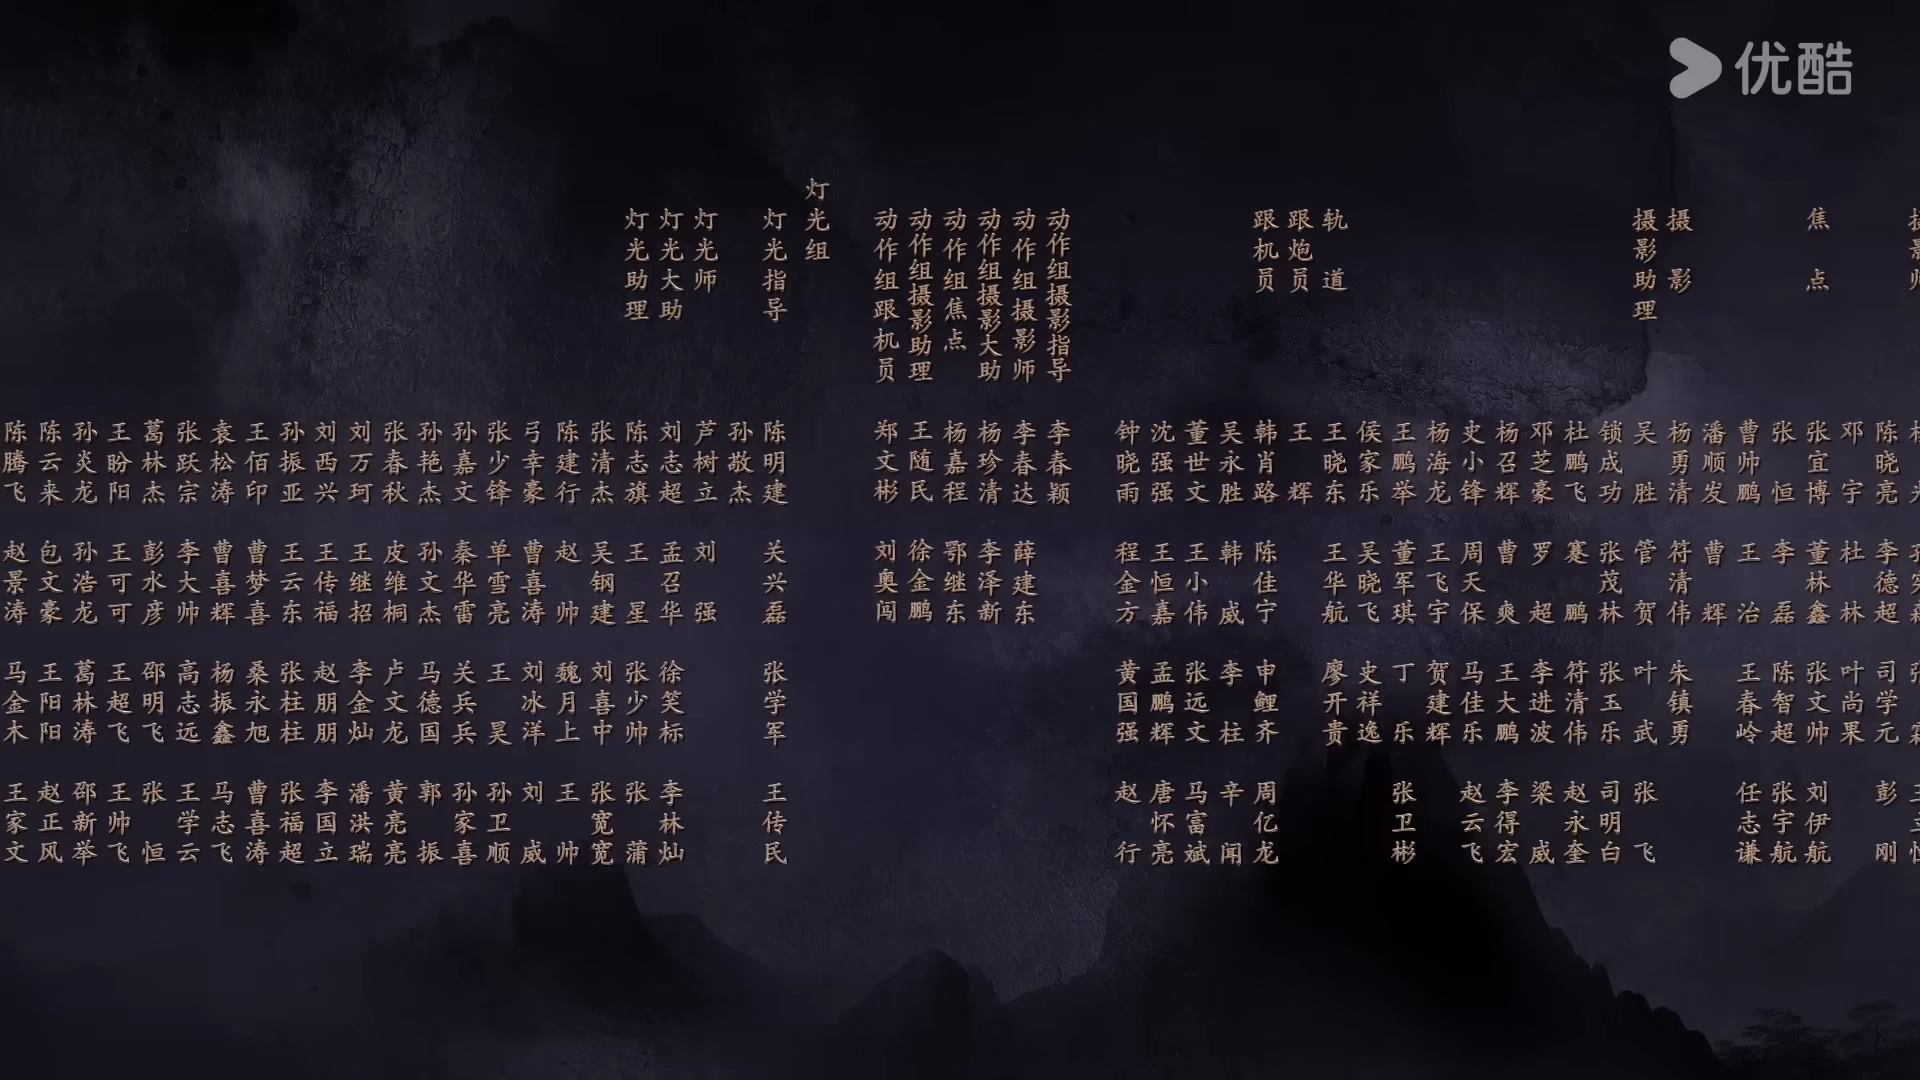 陈晓亮 李德超 司学元 彭刚
邓宇 杜林 叶尚果
焦点 张宜博 董林鑫 张文帅 刘伊航
张恒 李磊 陈智超 张宇航
曹帅鹏 王治 王春岭 任志谦
潘顺发 曹辉
摄影 杨勇清 符清伟 朱镇勇
摄影助理 吴胜 管贺 叶武 张飞
锁成功 张茂林 张玉乐 司明白
杜鹏飞 蹇鹏 符清伟 赵永奎
邓芝豪 罗超 李进波 梁威
杨召辉 曹爽 王大鹏 李得宏
史小锋 周天保 马佳乐 赵云飞
杨海龙 王飞宇 贺建辉
王鹏举 董军琪 丁乐 张卫彬
侯家乐 吴晓飞 史祥逸
轨道 王晓东 王华航 廖开贵
跟炮员 王辉
跟机员 韩肖路 陈佳宁 申鲤齐 周亿龙
吴永胜 韩威 李柱 辛闻
董世文 王小伟 张远文 马富斌
沈强强 王恒嘉 孟鹏辉 唐怀亮
钟晓雨 程金方 黄国强 赵行
动作组摄影指导 李春颖
动作组摄影师 李春达 薛建东
动作组摄影大助 杨珍清 李泽新
动作组焦点 杨嘉程 鄂继东
动作组摄影助理 王随民 徐金鹏
动作组跟机员 郑文彬 刘奥闯
灯光组
灯光指导 陈明建 关兴磊 张学军 王传民
孙敬杰
灯光师 芦树立 刘强
灯光大助 刘志超 孟召华 徐笑标 李林灿
灯光助理 陈志旗 王星 张少帅 张蒲
张清杰 吴钢建 刘喜中 张宽宽
陈建行 赵帅 魏月上 王帅
弓幸豪 曹喜涛 刘冰洋 刘威
张少锋 单雪亮 王昊 孙卫顺
孙嘉文 秦华雷 关兵兵 孙家喜
孙艳杰 孙文杰 马德国 郭振
张春秋 皮维桐 卢文龙 黄亮亮
刘万珂 王继招 李金灿 潘洪瑞
刘西兴 王传福 赵朋朋 李国立
孙振亚 王云东 张柱柱 张福超
王佰印 曹梦喜 桑永旭 曹喜涛
袁松涛 曹喜辉 杨振鑫 马志飞
张跃宗 李大帅 高志远 王学云
葛林杰 彭水彦 邵明飞 张恒
王盼阳 王可可 王超飞 王帅飞
孙炎龙 孙浩龙 葛林涛 邵新举
陈云来 包文豪 王阳阳 赵正风
陈腾飞 赵景涛 马金木 王家文
优酷